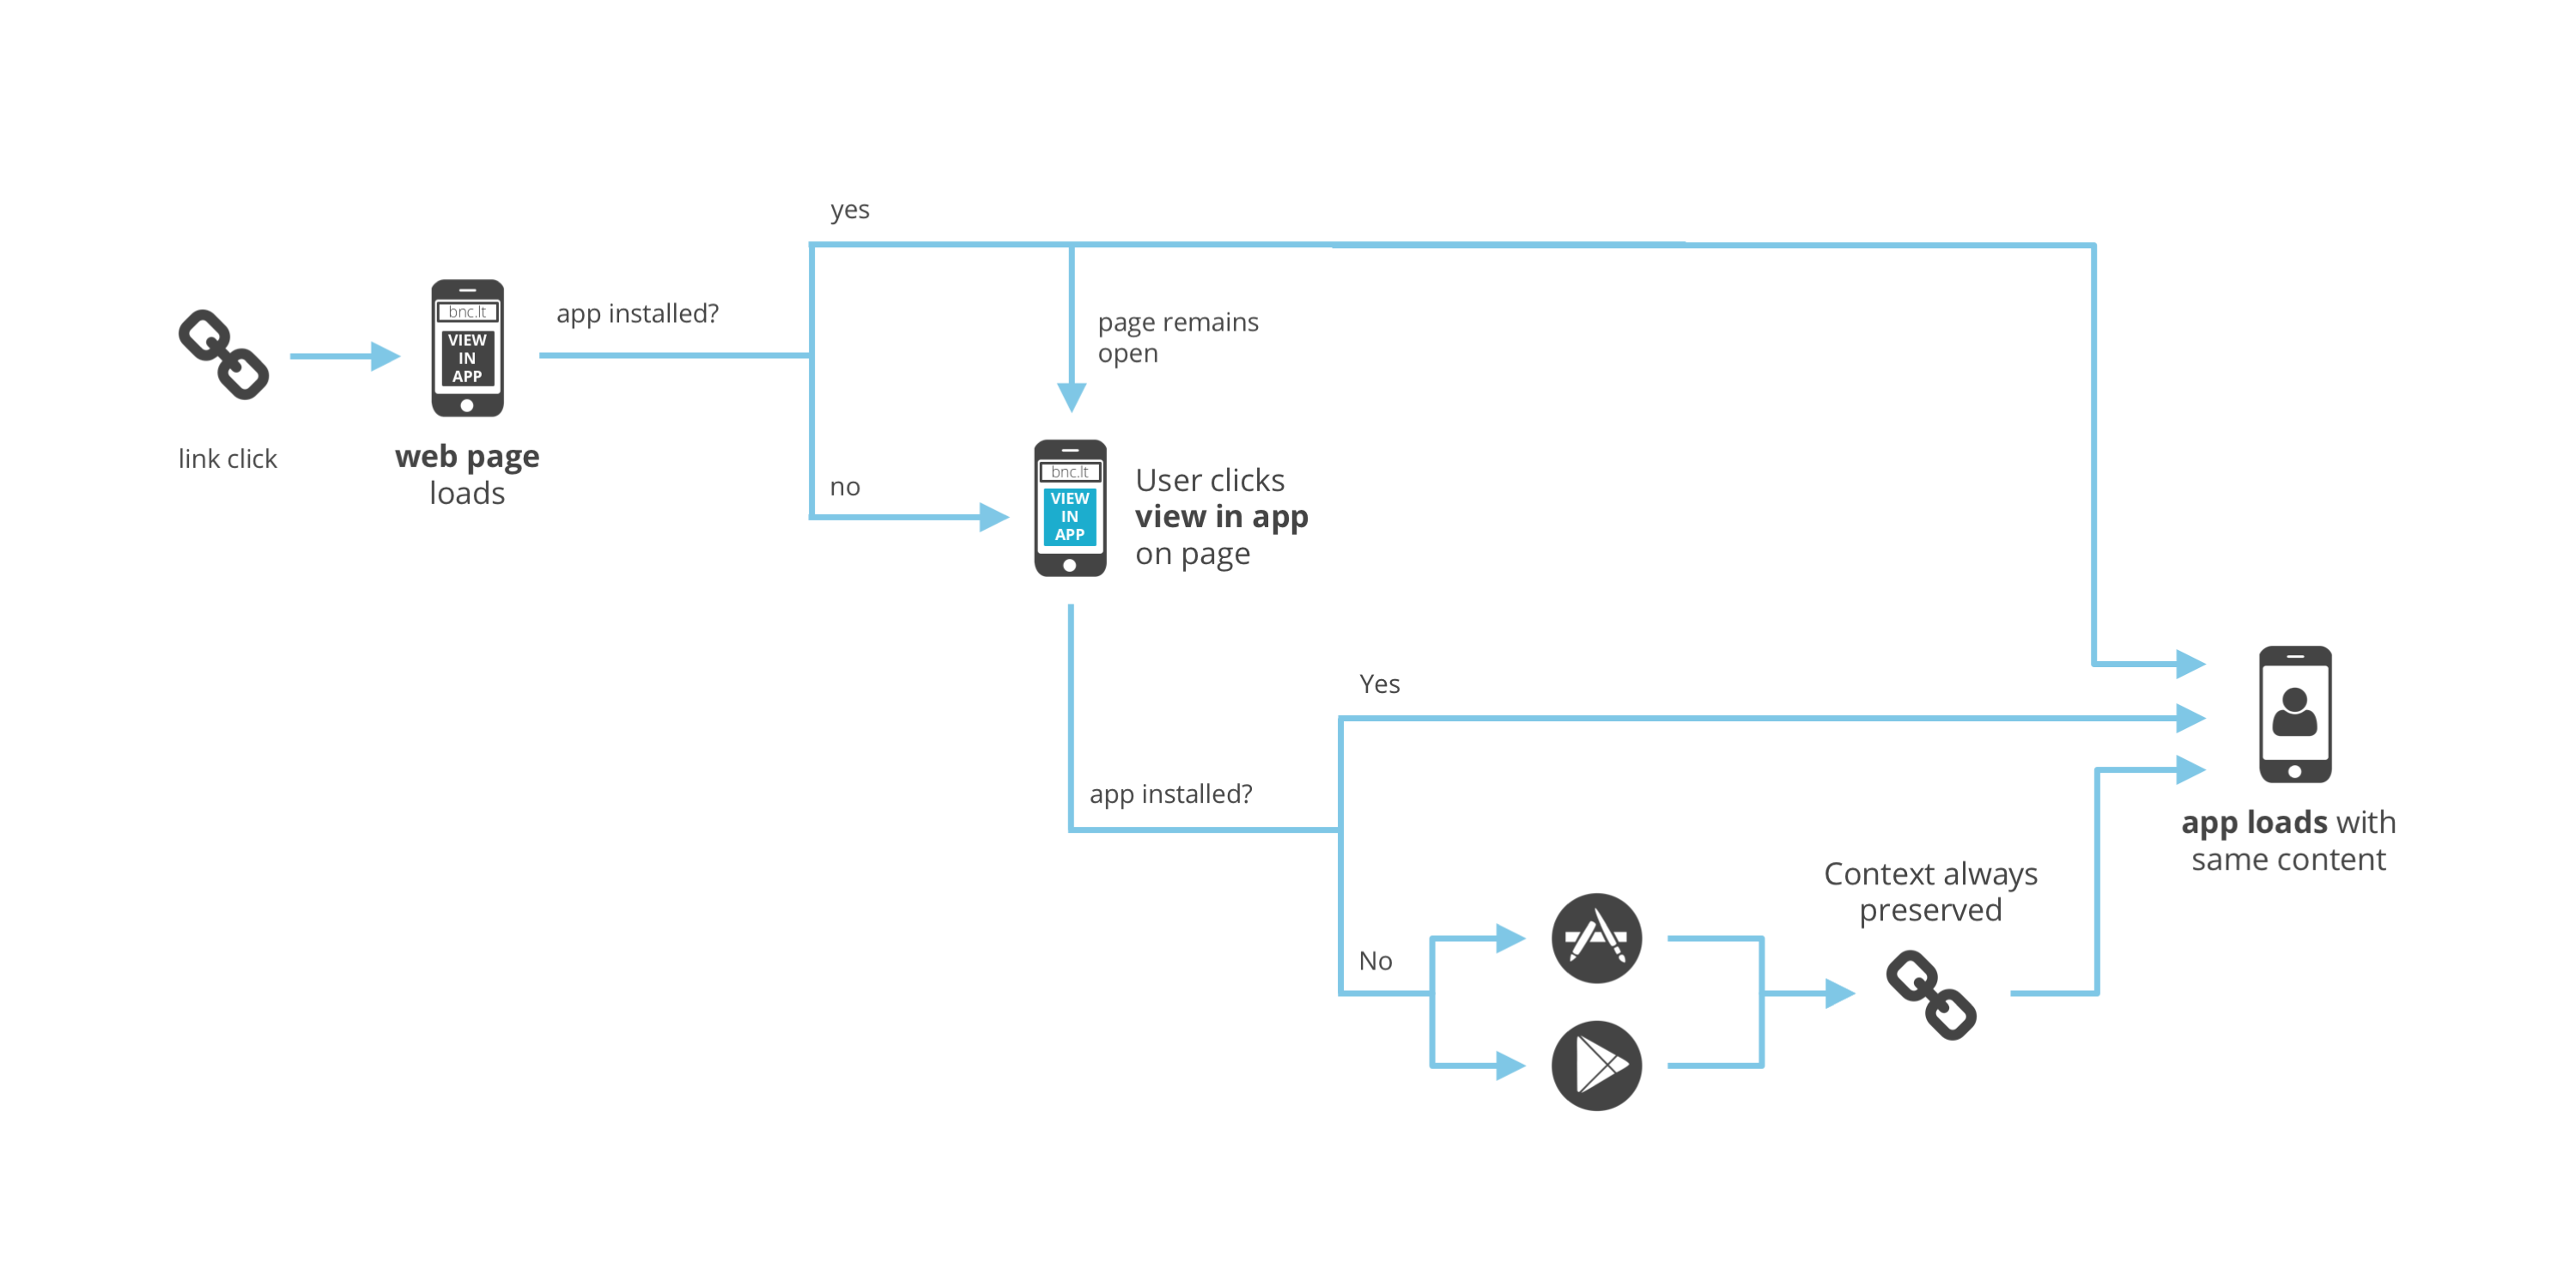 yes
bnc.lt
VIEW
IN
APP
app installed?
link click
web page
loads
page remains
open
no
bnc.lt
VIEW
IN
APP
User clicks
view in app
on page
Yes
app installed?
No
Context always
preserved
app loads with
same content